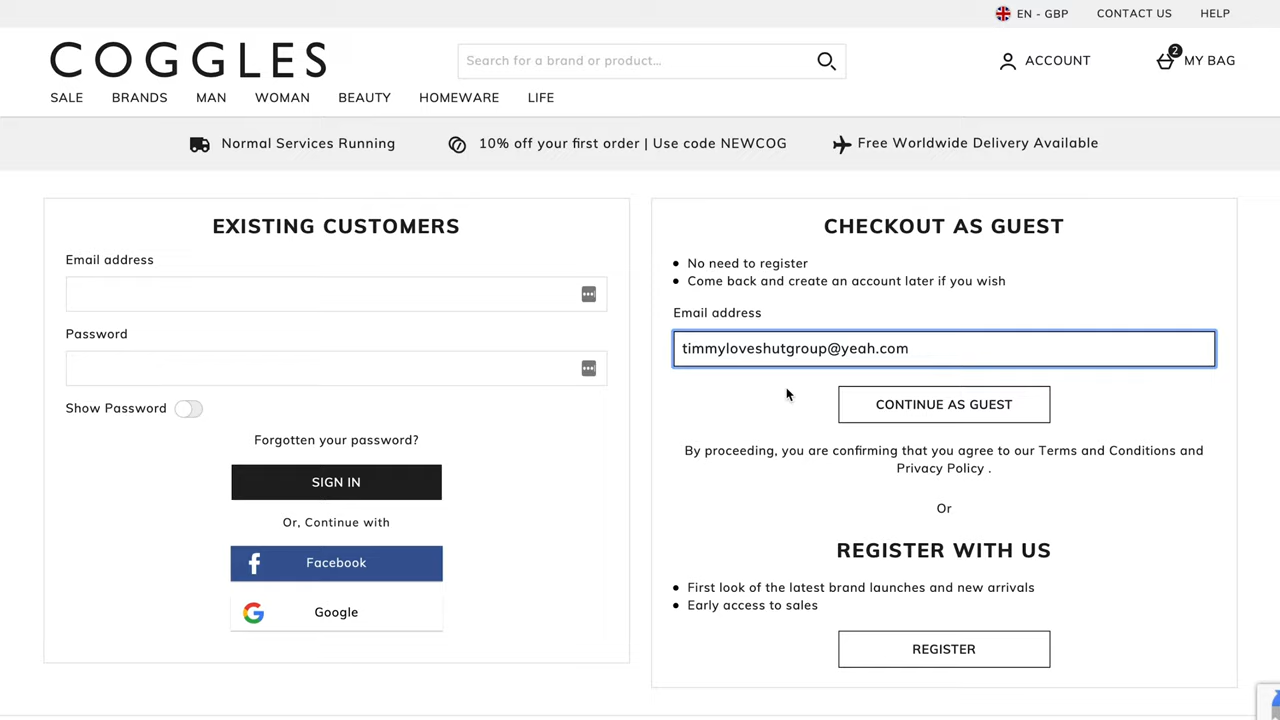 EN - GBP
CONTACT US
HELP
COGGLES
Search for a brand or product...
ACCOUNT
2
MY BAG
SALE
BRANDS
MAN
WOMAN
BEAUTY
HOMEWARE
LIFE
Normal Services Running
10% off your first order | Use code NEWCOG
Free Worldwide Delivery Available
EXISTING CUSTOMERS
Email address
Password
Show Password
Forgotten your password?
SIGN IN
Or, Continue with
Facebook
Google
CHECKOUT AS GUEST
No need to register
Come back and create an account later if you wish
Email address
timmyloveshutgroup@yeah.com
CONTINUE AS GUEST
By proceeding, you are confirming that you agree to our Terms and Conditions and
Privacy Policy .
Or
REGISTER WITH US
First look of the latest brand launches and new arrivals
Early access to sales
REGISTER